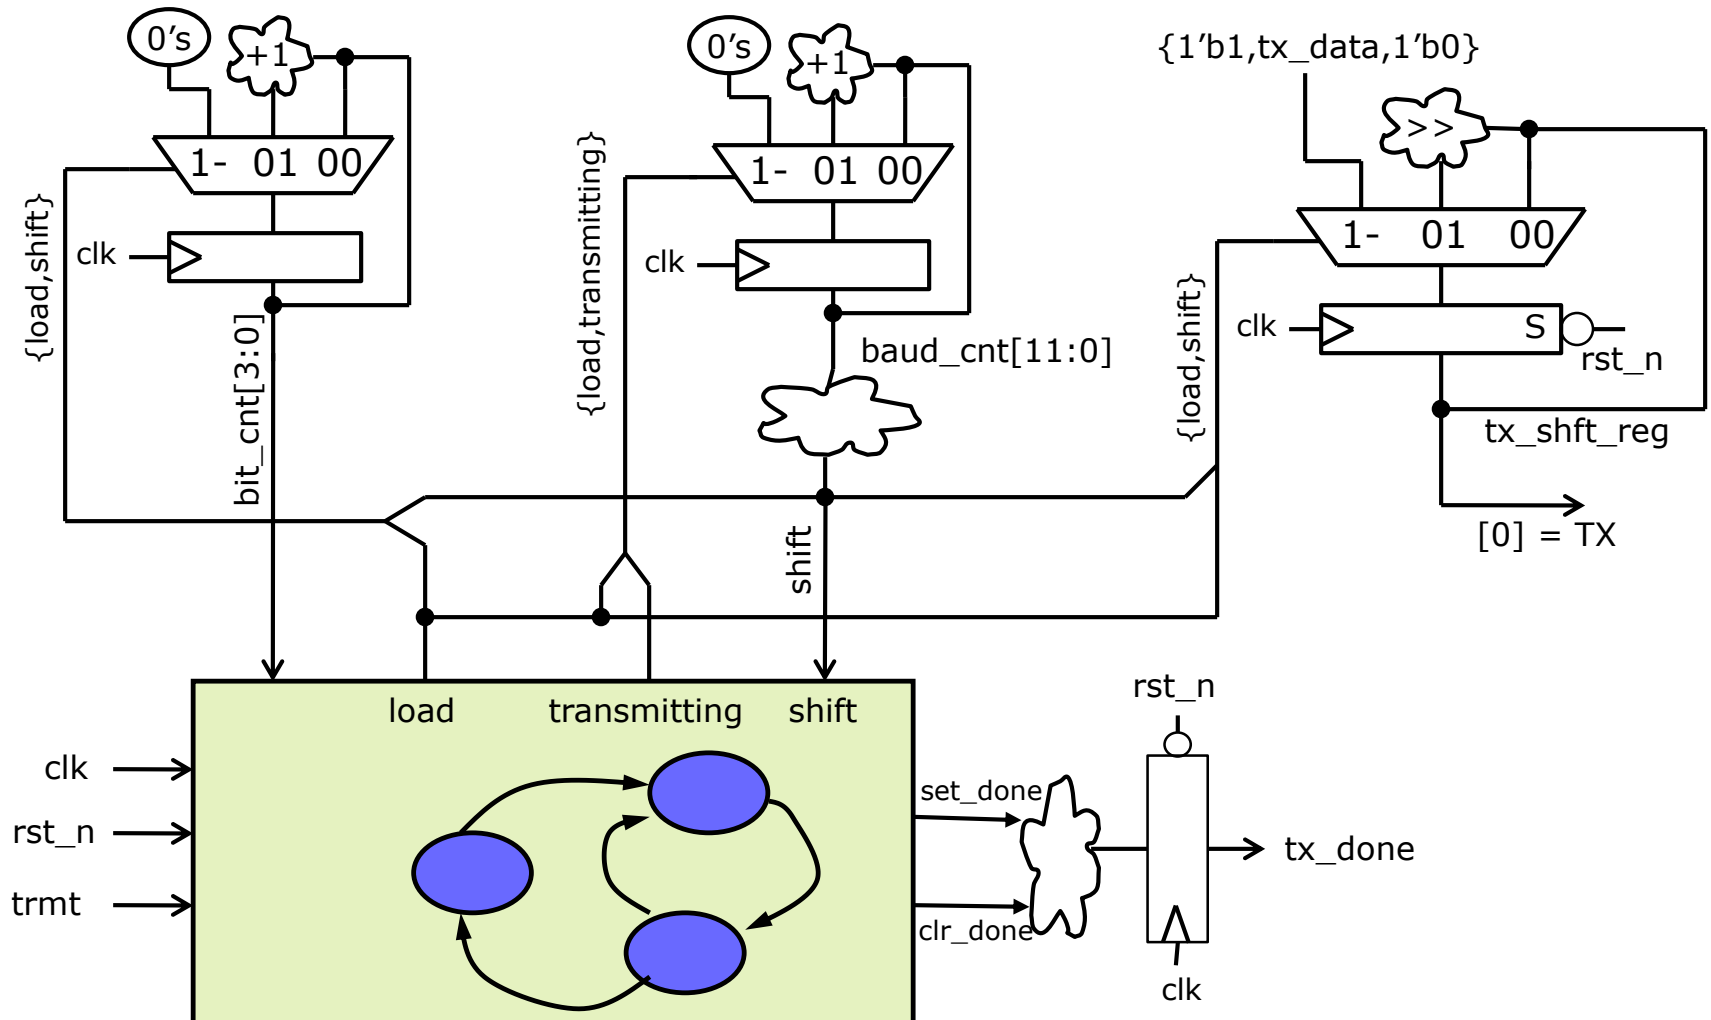 0’s
+1
1- 01 00
{load,shift}
clk
bit_cnt[3:0]
0’s
+1
1- 01 00
{load,transmitting}
clk
baud_cnt[11:0]
shift
{1’b1,tx_data,1’b0}
>>
1- 01 00
{load,shift}
clk
S
rst_n
tx_shft_reg
[0] = TX
load transmitting shift
clk
rst_n
trmt
set_done
clr_done
rst_n
tx_done
clk